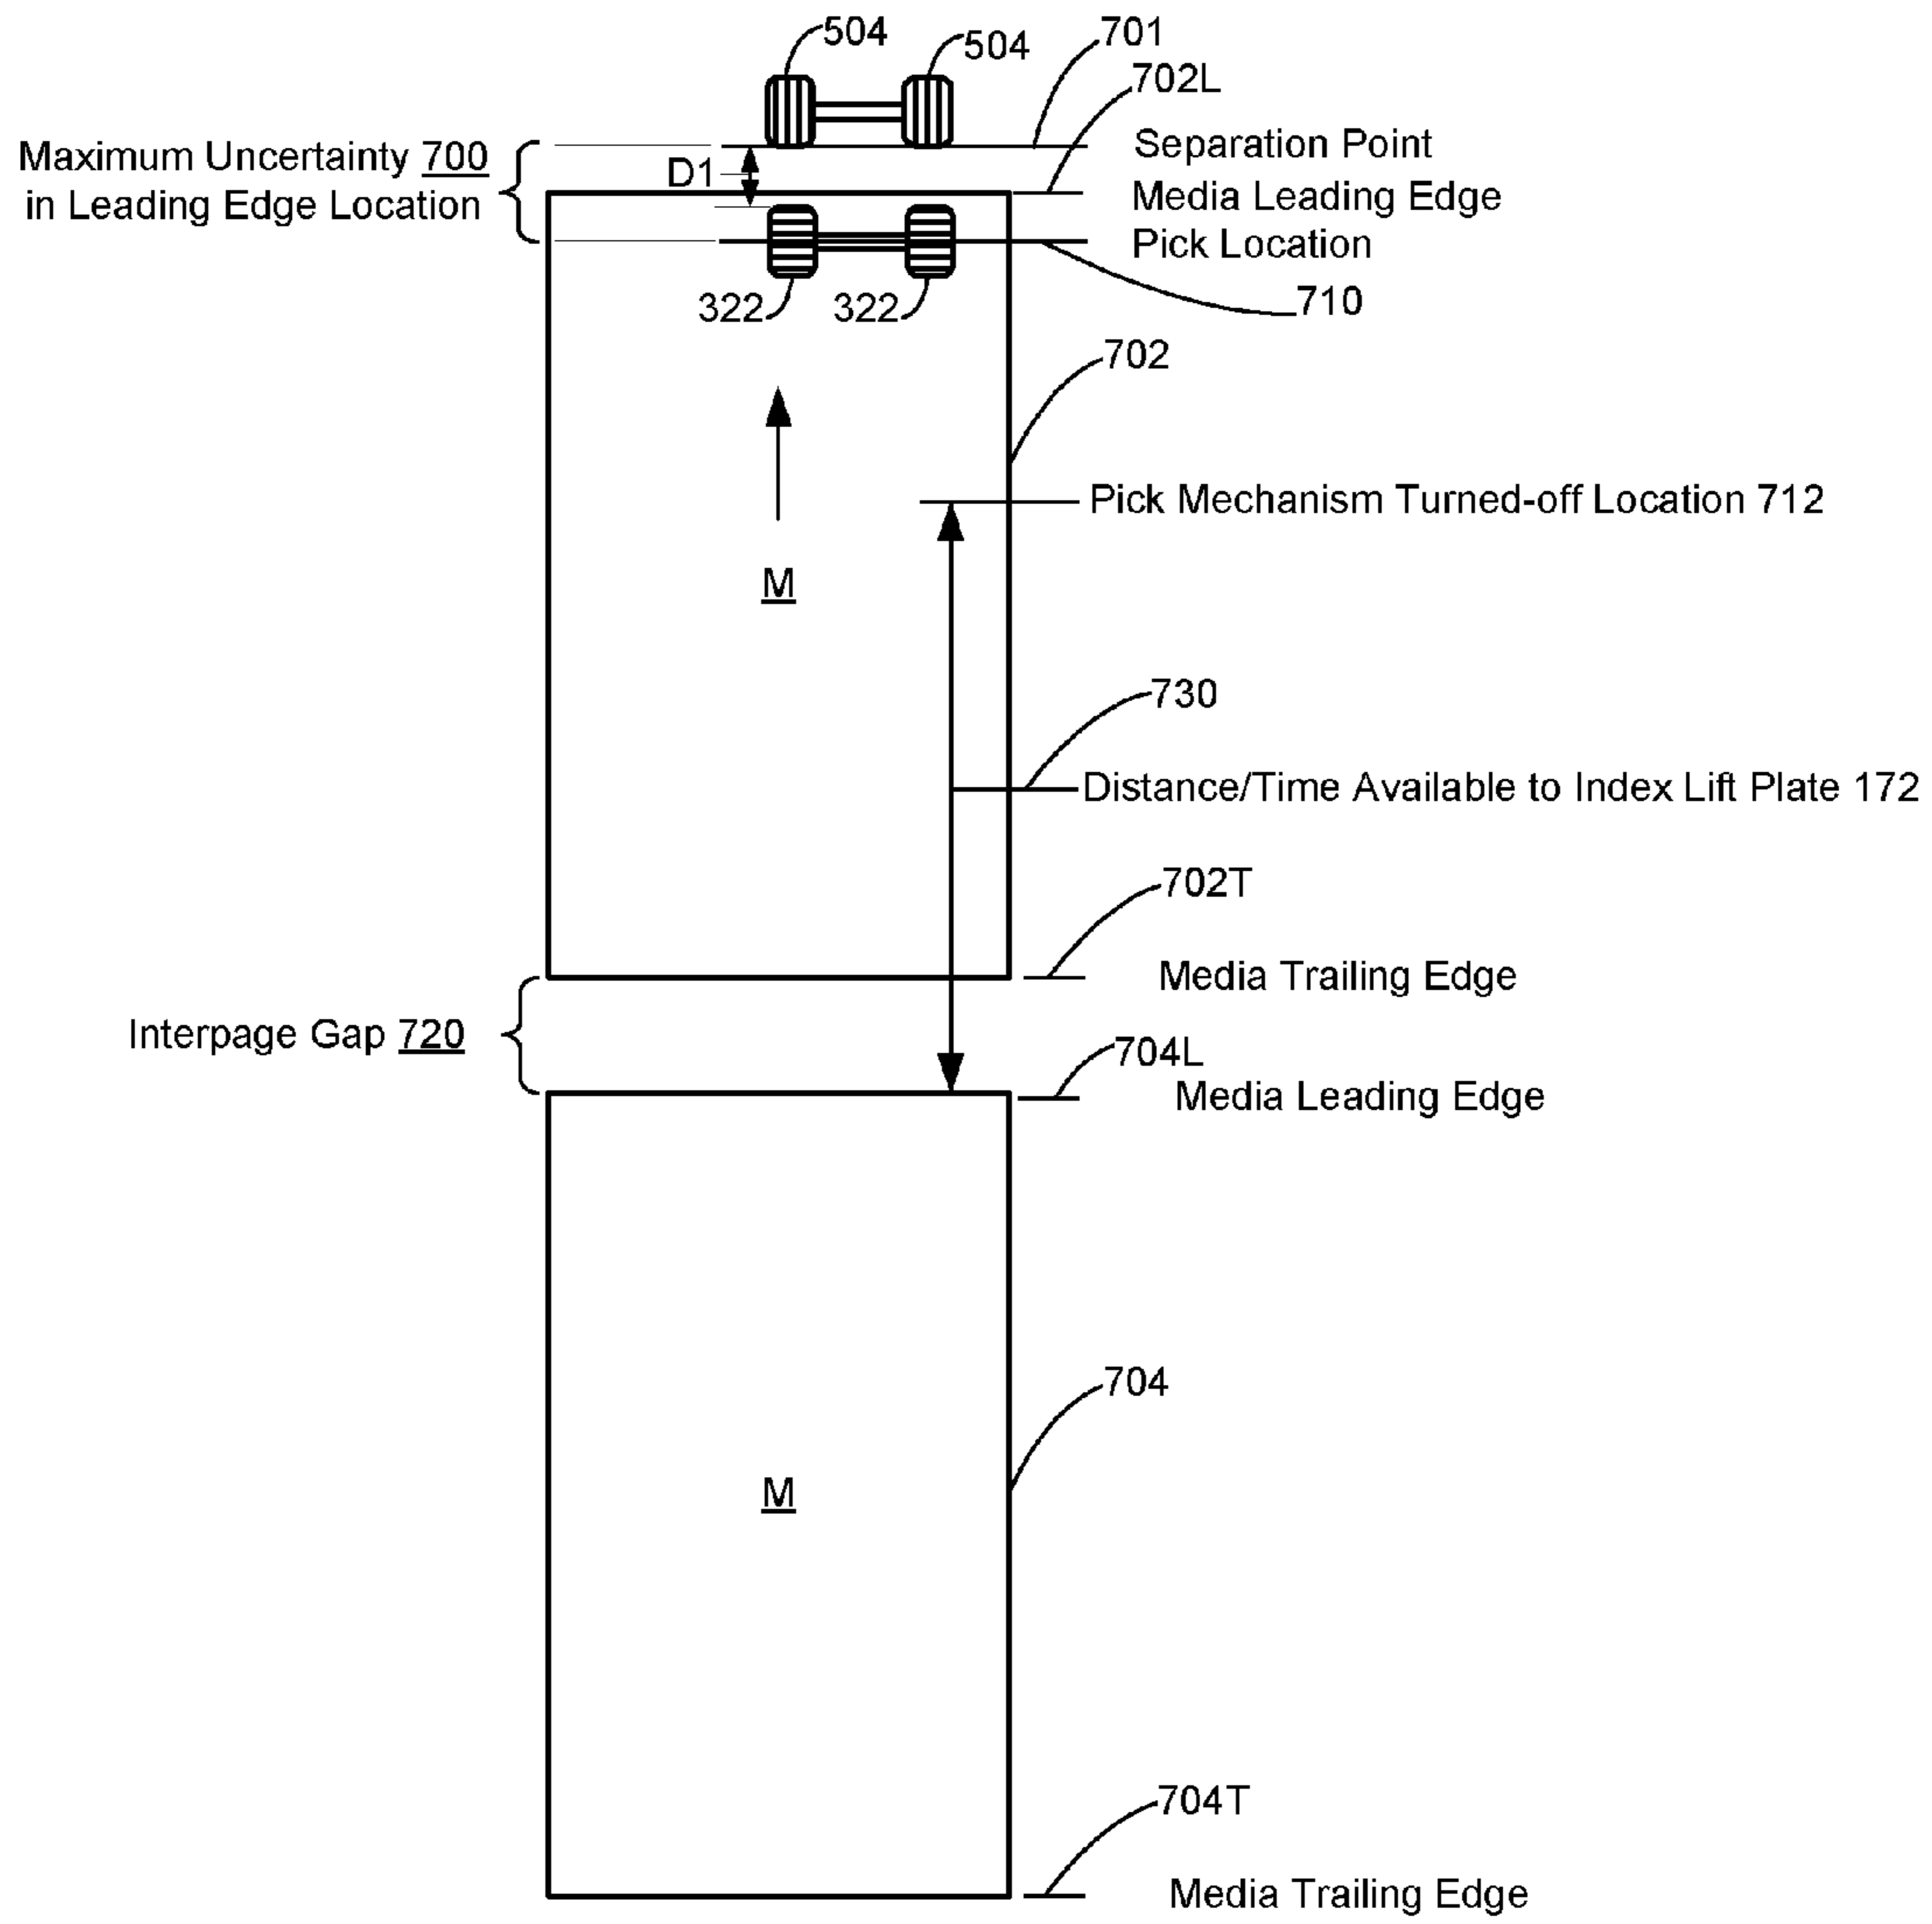 504
504
701
702L
Maximum Uncertainty 700
in Leading Edge Location
D1
Separation Point
Media Leading Edge
Pick Location
322
322
710
702
Pick Mechanism Turned-off Location 712
M
730
Distance/Time Available to Index Lift Plate 172
702T
Media Trailing Edge
Interpage Gap 720
704L
Media Leading Edge
704
M
704T
Media Trailing Edge